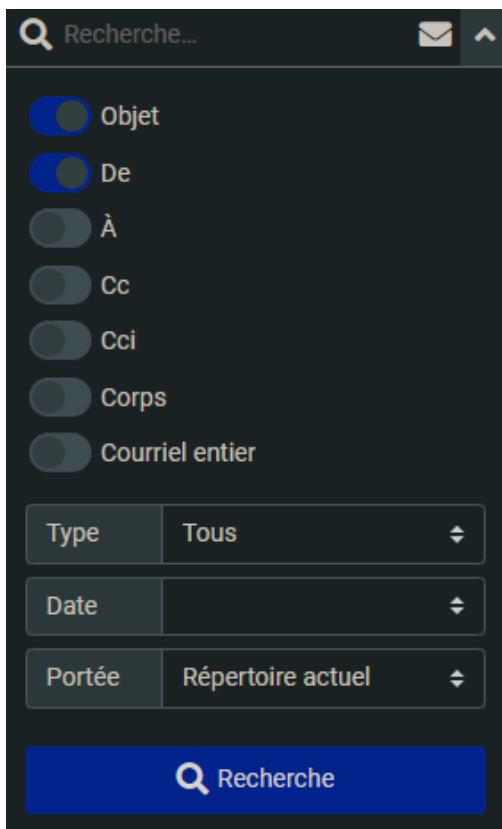 Recherche...
Objet
De
À
Cc
Cci
Corps
Courriel entier
Type Tous
Date
Portée Répertoire actuel
Recherche